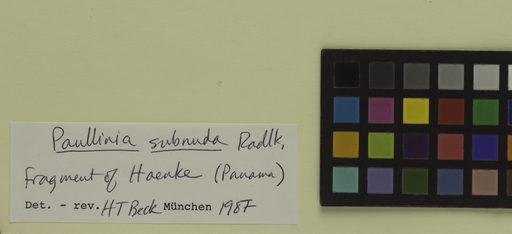 Paullinia subnuda Radlk.
fragment of Haenke (Panama)
Det. - rev. HT Beck München 1987